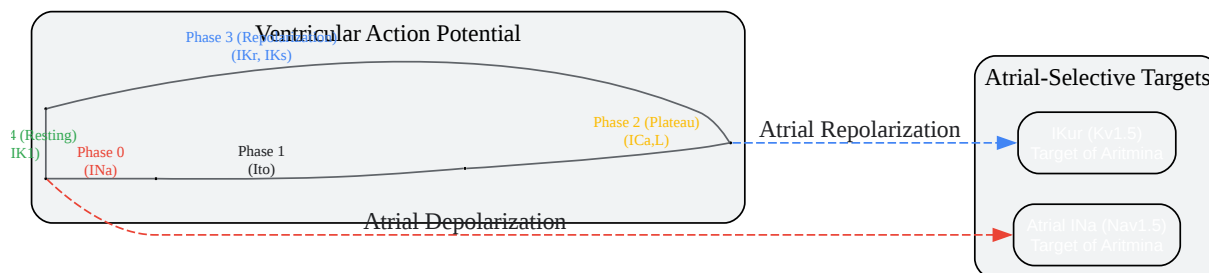 Ventricular Action Potential
Phase 3 (Repolarization)
(IKr, IKs)
4 (Resting)
IK1)
Phase 0
(INa)
Phase 1
(Ito)
Phase 2 (Plateau)
(ICa,L)
Atrial Repolarization
Atrial Depolarization
Atrial-Selective Targets
IKur (Kv1.5)
Target of Aritmina
Atrial INa (Nav1.5)
Target of Aritmina